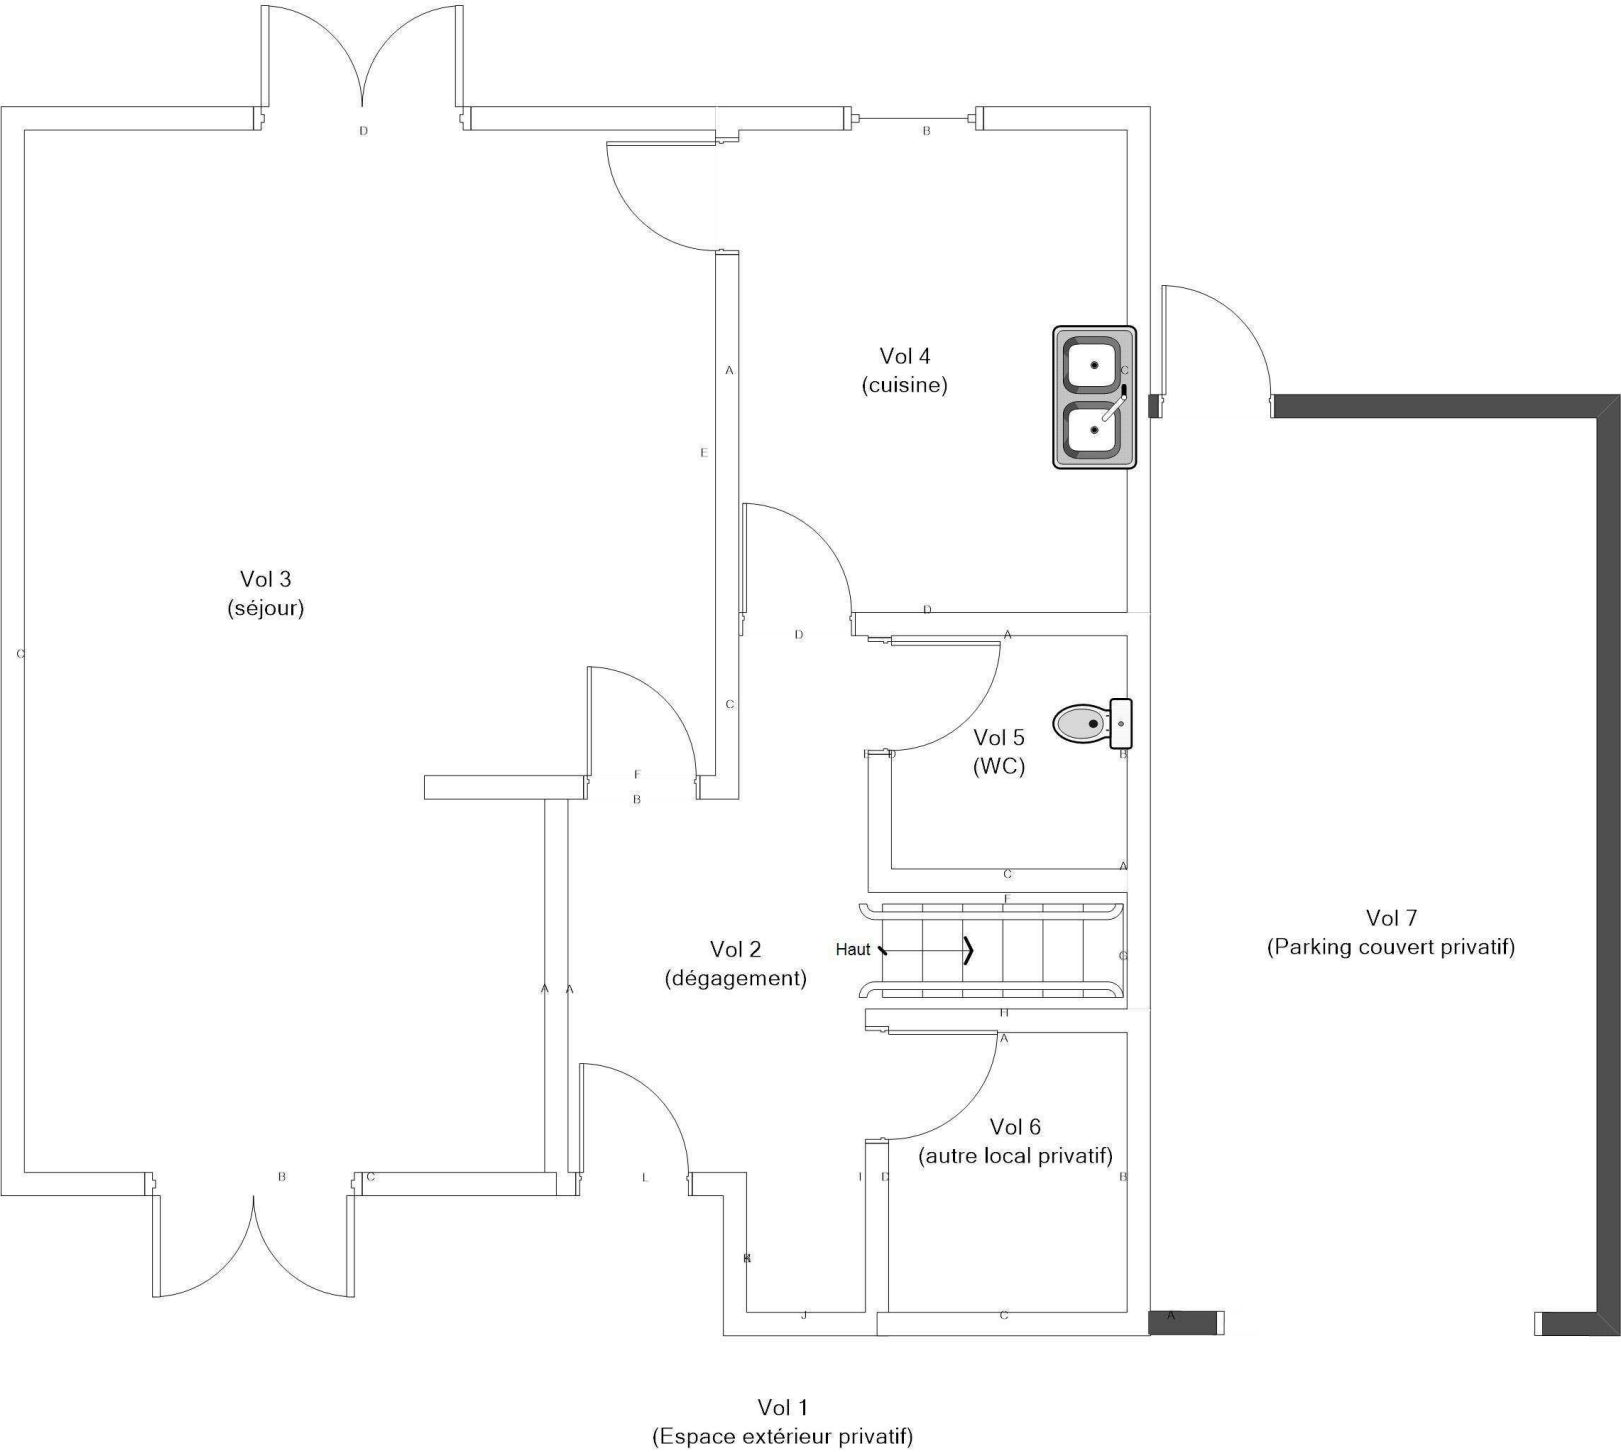 D
B
Vol 4
(cuisine)
A
C
E
Vol 3
(séjour)
D
D
A
C
C
Vol 5
(WC)
B
E
D
F
B
C
A
F
Vol 2
(dégagement)
Haut
G
Vol 7
(Parking couvert privatif)
A
A
H
A
Vol 6
(autre local privatif)
B
C
L
I
D
B
J
C
A
Vol 1
(Espace extérieur privatif)